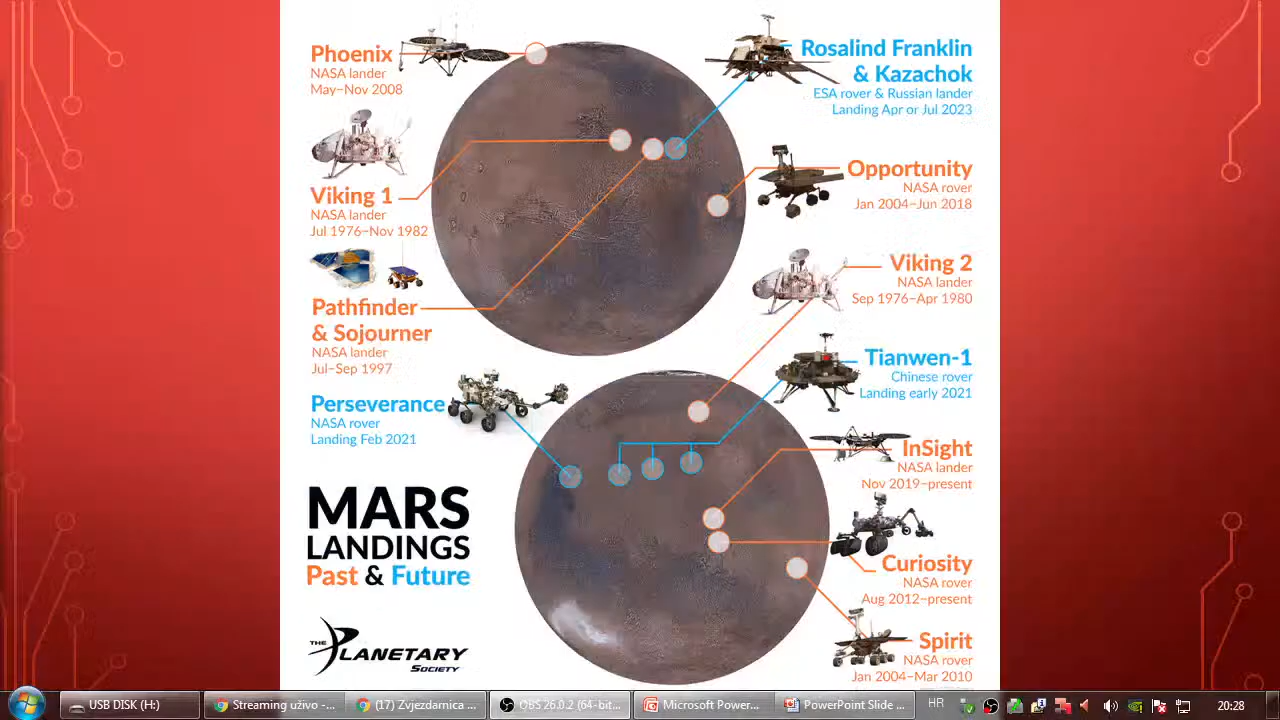 Phoenix
NASA lander
May–Nov 2008
Viking 1
NASA lander
Jul 1976–Nov 1982
Pathfinder
& Sojourner
NASA lander
Jul–Sep 1997
Perseverance
NASA rover
Landing Feb 2021
MARS
LANDINGS
Past & Future
THE PLANETARY
SOCIETY
Rosalind Franklin
& Kazachok
ESA rover & Russian lander
Landing Apr or Jul 2023
Opportunity
NASA rover
Jan 2004–Jun 2018
Viking 2
NASA lander
Sep 1976–Apr 1980
Tianwen-1
Chinese rover
Landing early 2021
InSight
NASA lander
Nov 2019–present
Curiosity
NASA rover
Aug 2012–present
Spirit
NASA rover
Jan 2004–Mar 2010
USB DISK (H:)
Streaming uživo -...
(17) Zvjezdarnica ...
OBS 26.0.2 (64-bit...
Microsoft Power...
PowerPoint Slide ...
HR
20:28